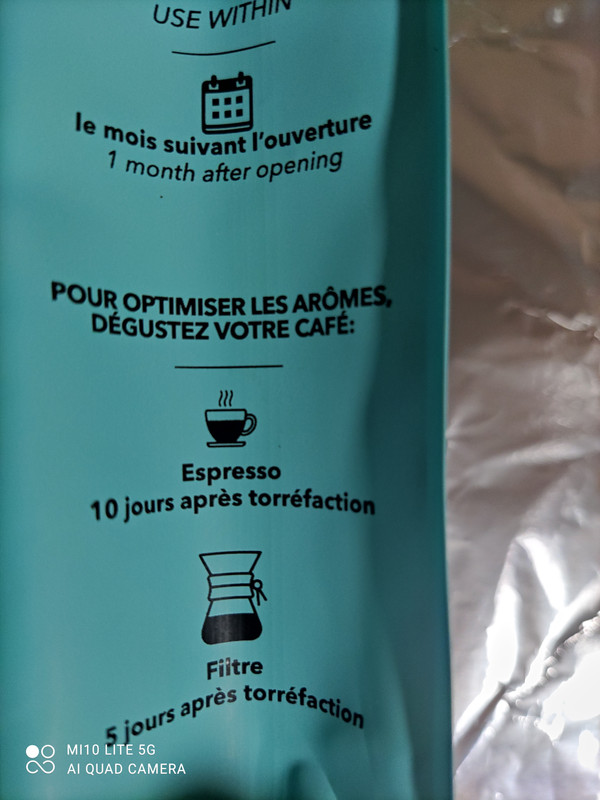 USE WITHIN
le mois suivant l'ouverture
1 month after opening
POUR OPTIMISER LES ARÔMES,
DÉGUSTEZ VOTRE CAFÉ:
Espresso
10 jours après torréfaction
Filtre
5 jours après torréfaction
MI10 LITE 5G
AI QUAD CAMERA